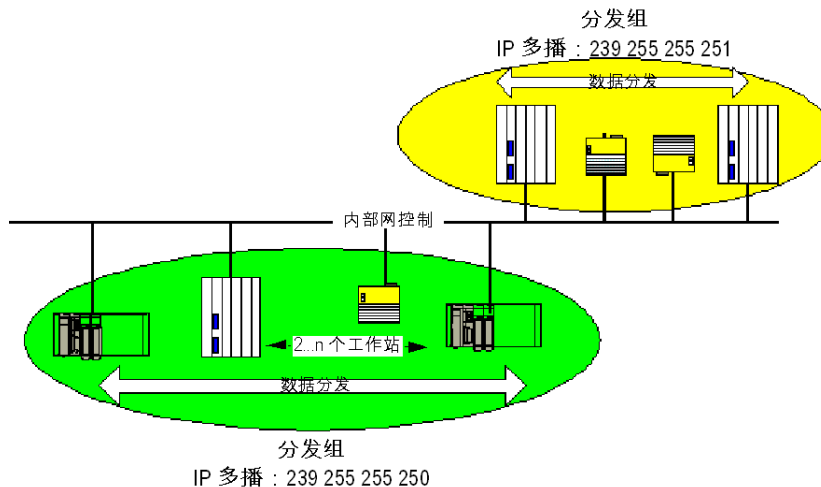 分发组
IP 多播：239 255 255 251
数据分发
内部网控制
2...n 个工作站
数据分发
分发组
IP 多播：239 255 255 250